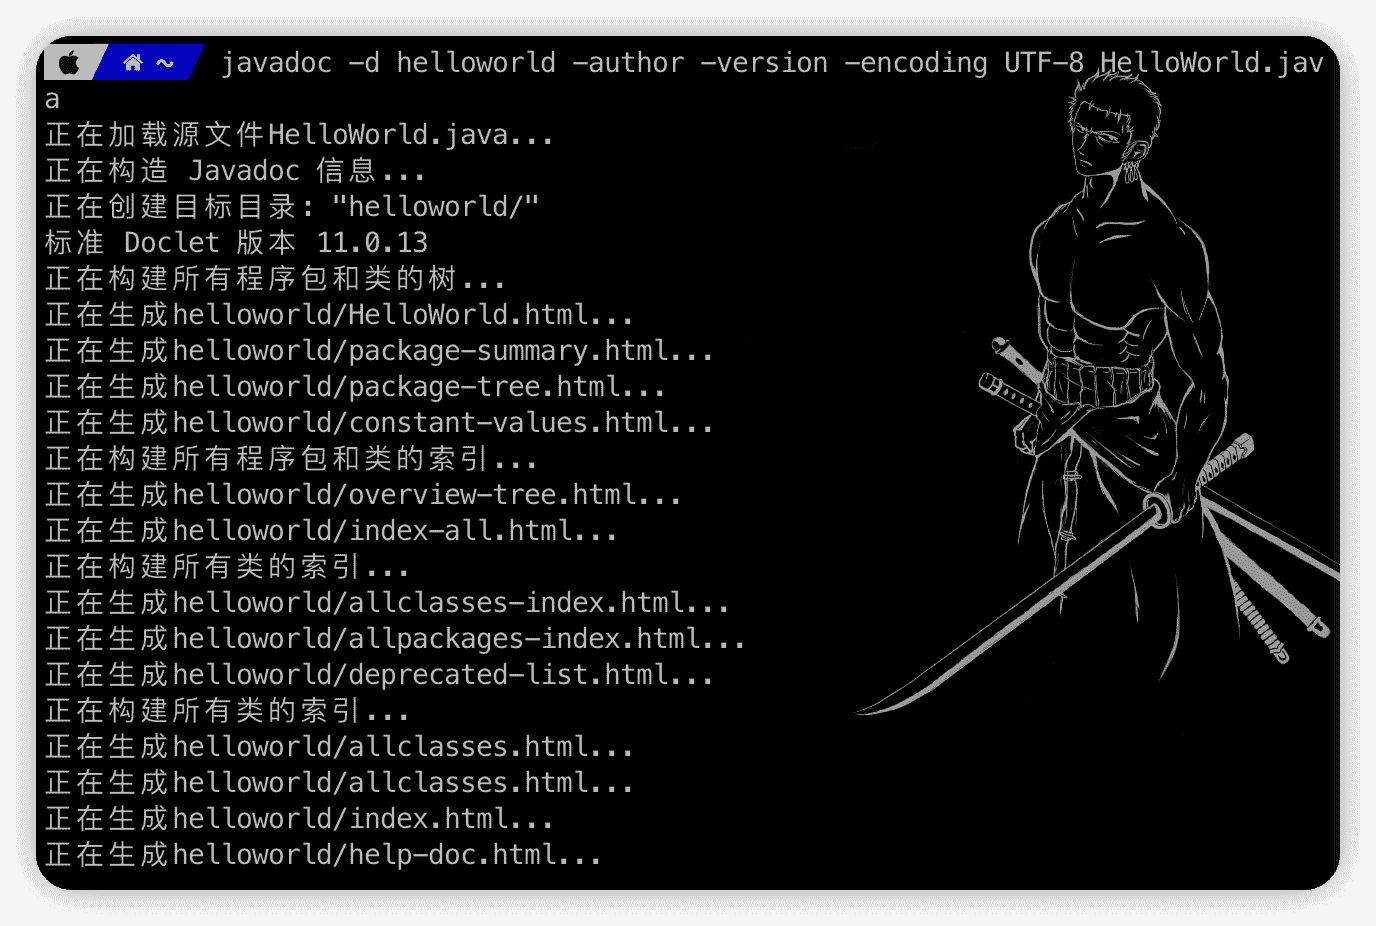 ~ javadoc -d helloworld -author -version -encoding UTF-8 HelloWorld.jav
a
正在加载源文件HelloWorld.java...
正在构造 Javadoc 信息...
正在创建目标目录: "helloworld/"
标准 Doclet 版本 11.0.13
正在构建所有程序包和类的树...
正在生成helloworld/HelloWorld.html...
正在生成helloworld/package-summary.html...
正在生成helloworld/package-tree.html...
正在生成helloworld/constant-values.html...
正在构建所有程序包和类的索引...
正在生成helloworld/overview-tree.html...
正在生成helloworld/index-all.html...
正在构建所有类的索引...
正在生成helloworld/allclasses-index.html...
正在生成helloworld/allpackages-index.html...
正在生成helloworld/deprecated-list.html...
正在构建所有类的索引...
正在生成helloworld/allclasses.html...
正在生成helloworld/allclasses.html...
正在生成helloworld/index.html...
正在生成helloworld/help-doc.html...